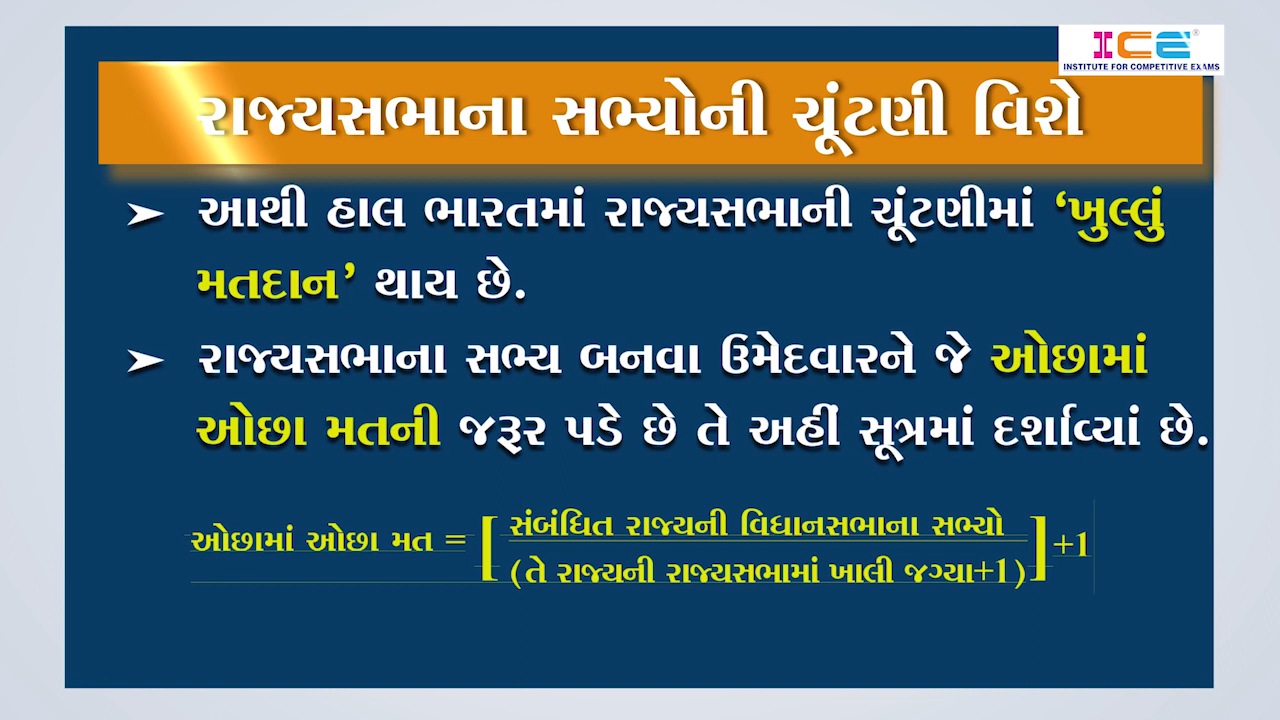 ICE®
INSTITUTE FOR COMPETITIVE EXAMS
રાજ્યસભાના સભ્યોની ચૂંટણી વિશે
➤ આથી હાલ ભારતમાં રાજ્યસભાની ચૂંટણીમાં ‘ખુલ્લું
મતદાન’ થાય છે.
➤ રાજ્યસભાના સભ્ય બનવા ઉમેદવારને જે ઓછામાં
ઓછા મતની જરૂર પડે છે તે અહીં સૂત્રમાં દર્શાવ્યાં છે.
ઓછામાં ઓછા મત = [સંબંધિત રાજ્યની વિધાનસભાના સભ્યો
(તે રાજ્યની રાજ્યસભામાં ખાલી જગ્યા+1)] +1